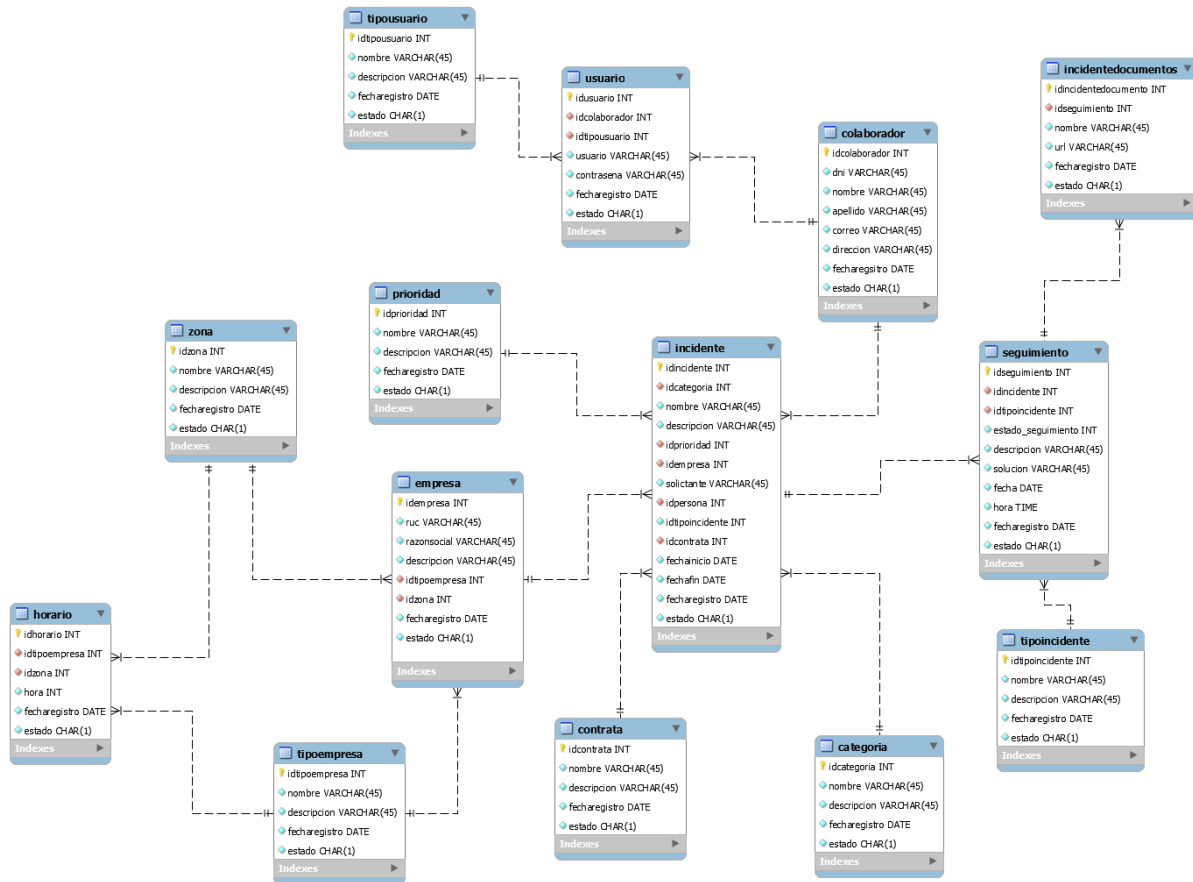 tipousuario
idtipousuario INT
nombre VARCHAR(45)
descripcion VARCHAR(45)
fecharegistro DATE
estado CHAR(1)
Indexes
usuario
idusuario INT
idcolaborador INT
idtipousuario INT
usuario VARCHAR(45)
contrasena VARCHAR(45)
fecharegistro DATE
estado CHAR(1)
Indexes
incidentedocumentos
idincidentedocumento INT
idseguimiento INT
nombre VARCHAR(45)
url VARCHAR(45)
fecharegistro DATE
estado CHAR(1)
Indexes
colaborador
idcolaborador INT
dni VARCHAR(45)
nombre VARCHAR(45)
apellido VARCHAR(45)
correo VARCHAR(45)
direccion VARCHAR(45)
fecharegsitro DATE
estado CHAR(1)
Indexes
prioridad
idprioridad INT
nombre VARCHAR(45)
descripcion VARCHAR(45)
fecharegistro DATE
estado CHAR(1)
Indexes
zona
idzona INT
nombre VARCHAR(45)
descripcion VARCHAR(45)
fecharegistro DATE
estado CHAR(1)
Indexes
incidente
idincidente INT
idcategoria INT
nombre VARCHAR(45)
descripcion VARCHAR(45)
idprioridad INT
idempresa INT
solictante VARCHAR(45)
idpersona INT
idtipoincidente INT
idcontrata INT
fechainicio DATE
fechafin DATE
fecharegistro DATE
estado CHAR(1)
Indexes
seguimiento
idseguimiento INT
idincidente INT
idtipoincidente INT
estado_seguimiento INT
descripcion VARCHAR(45)
solucion VARCHAR(45)
fecha DATE
hora TIME
fecharegistro DATE
estado CHAR(1)
Indexes
empresa
idempresa INT
ruc VARCHAR(45)
razonsocial VARCHAR(45)
descripcion VARCHAR(45)
idtipoempresa INT
idzona INT
fecharegistro DATE
estado CHAR(1)
Indexes
horario
idhorario INT
idtipoempresa INT
idzona INT
hora INT
fecharegistro DATE
estado CHAR(1)
Indexes
tipoincidente
idtipoincidente INT
nombre VARCHAR(45)
descripcion VARCHAR(45)
fecharegistro DATE
estado CHAR(1)
Indexes
tipoempresa
idtipoempresa INT
nombre VARCHAR(45)
descripcion VARCHAR(45)
fecharegistro DATE
estado CHAR(1)
Indexes
contrata
idcontrata INT
nombre VARCHAR(45)
descripcion VARCHAR(45)
fecharegistro DATE
estado CHAR(1)
Indexes
categoria
idcategoria INT
nombre VARCHAR(45)
descripcion VARCHAR(45)
fecharegistro DATE
estado CHAR(1)
Indexes